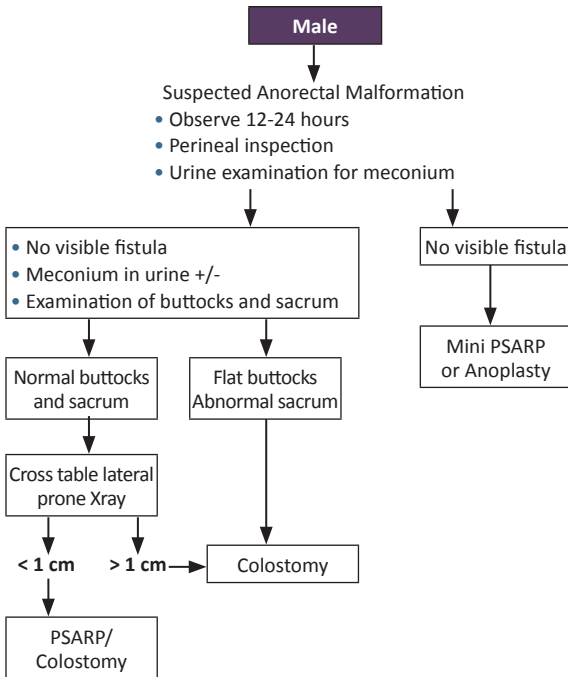 Male
Suspected Anorectal Malformation
• Observe 12-24 hours
• Perineal inspection
• Urine examination for meconium
• No visible fistula
• Meconium in urine +/-
• Examination of buttocks and sacrum
No visible fistula
Mini PSARP
or Anoplasty
Normal buttocks
and sacrum
Flat buttocks
Abnormal sacrum
Cross table lateral
prone Xray
< 1 cm
> 1 cm
Colostomy
PSARP/
Colostomy